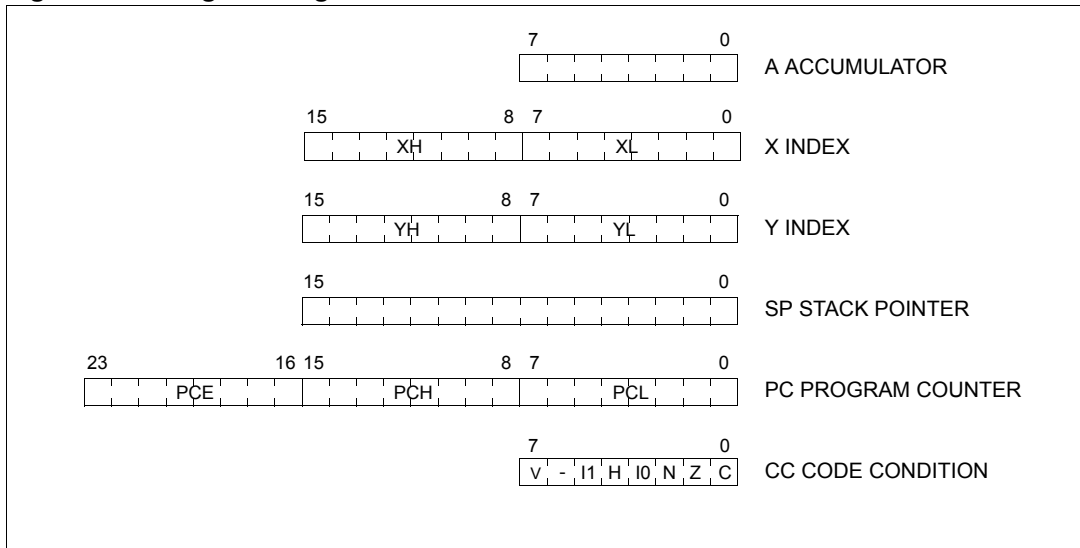 7 0
A ACCUMULATOR
15 8 7 0
XH XL X INDEX
15 8 7 0
YH YL Y INDEX
15 0
SP STACK POINTER
23 16 15 8 7 0
PCE PCH PCL PC PROGRAM COUNTER
7 0
V - I1 H I0 N Z C CC CODE CONDITION